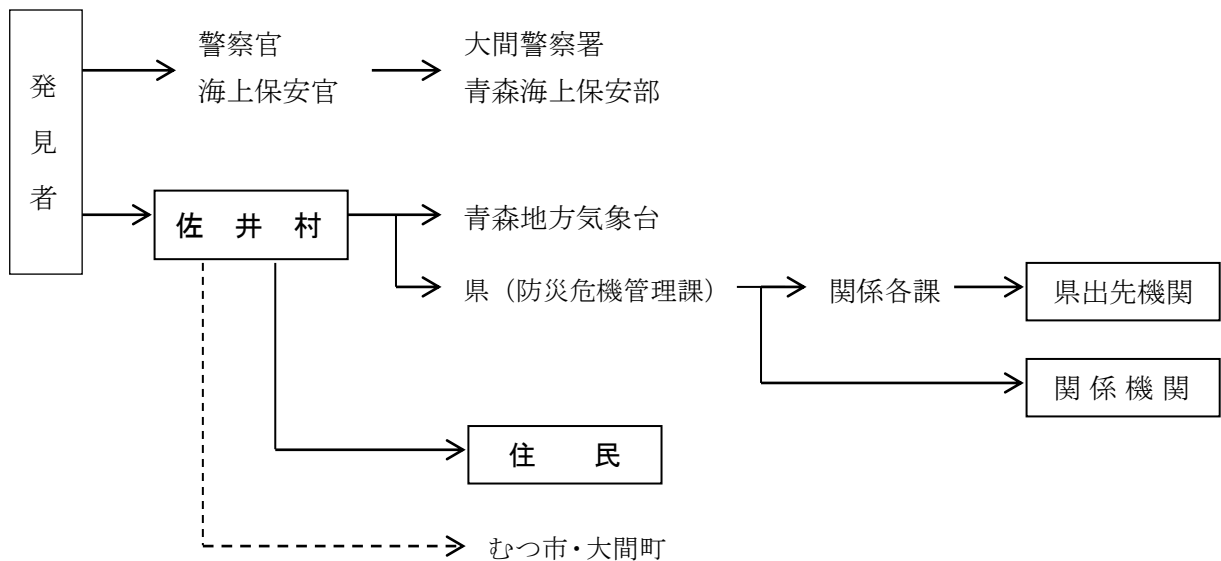 発見者
警察官
海上保安官
大間警察署
青森海上保安部
佐井村
青森地方気象台
県（防災危機管理課）
関係各課
県出先機関
関係機関
住民
むつ市・大間町